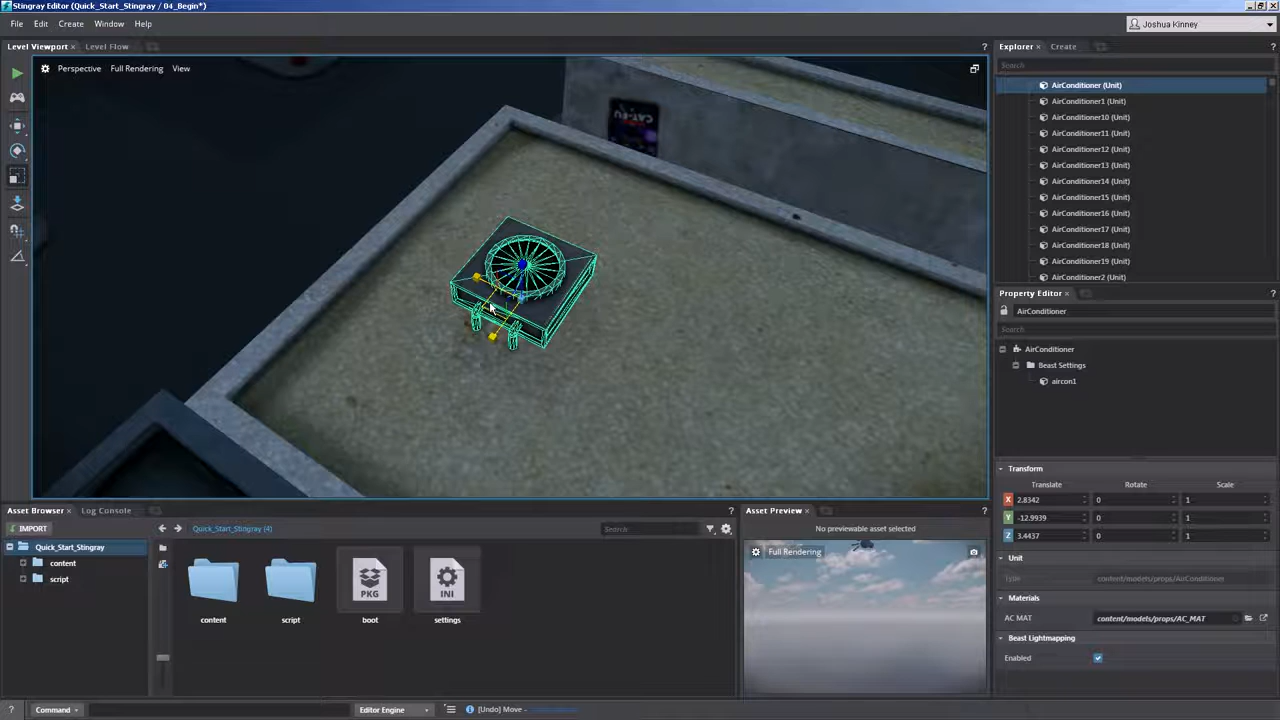 Stingray Editor (Quick_Start_Stingray / 04_Begin*)
File Edit Create Window Help
Joshua Kinney
Level Viewport × Level Flow
?
Explorer × Create
?
Perspective Full Rendering View
Search
AirConditioner (Unit)
AirConditioner1 (Unit)
AirConditioner10 (Unit)
AirConditioner11 (Unit)
AirConditioner12 (Unit)
AirConditioner13 (Unit)
AirConditioner14 (Unit)
AirConditioner15 (Unit)
AirConditioner16 (Unit)
AirConditioner17 (Unit)
AirConditioner18 (Unit)
AirConditioner19 (Unit)
AirConditioner2 (Unit)
CAT-FU
Property Editor ×
?
AirConditioner
Search
AirConditioner
Beast Settings
aircon1
Transform
Translate Rotate Scale
X 2.8342 0 1
Y -12.9939 0 1
Z 3.4437 0 1
Unit
Type content/models/props/AirConditioner
Materials
AC MAT content/models/props/AC_MAT
Beast Lightmapping
Enabled
Asset Browser × Log Console
?
IMPORT
Quick_Start_Stingray (4)
Search
Quick_Start_Stingray
content
script
content
script
PKG
boot
INI
settings
Asset Preview ×
?
No previewable asset selected
Full Rendering
? Command
Editor Engine
[Undo] Move -